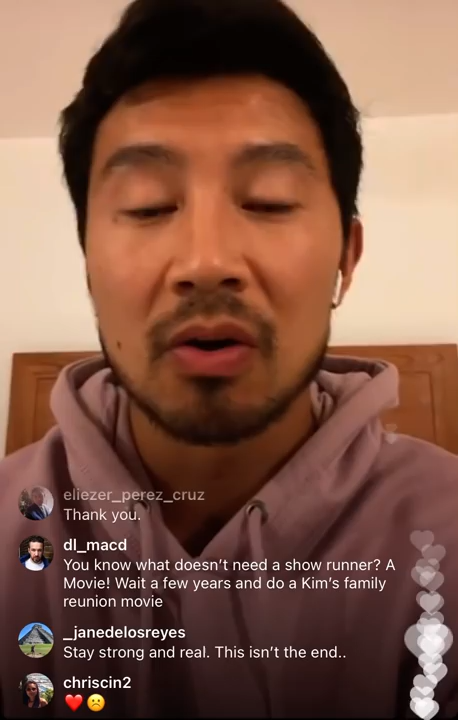 eliezer_perez_cruz
Thank you.
dl_macd
You know what doesn't need a show runner? A
Movie! Wait a few years and do a Kim's family
reunion movie
_janedelosreyes
Stay strong and real. This isn't the end..
chriscin2
❤️☹️